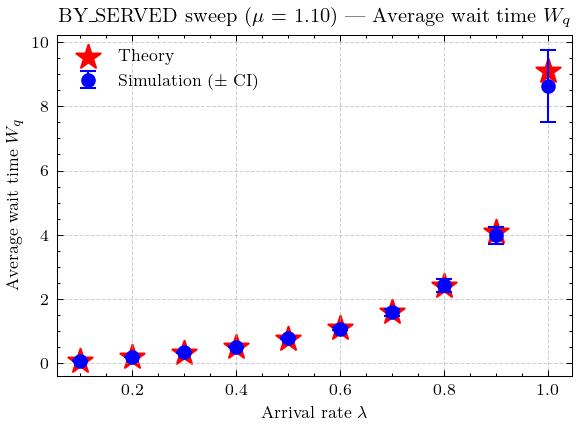 BY_SERVED sweep (μ = 1.10) — Average wait time W_q
Theory
Simulation (± CI)
Average wait time W_q
10
8
6
4
2
0
0.2
0.4
0.6
0.8
1.0
Arrival rate λ